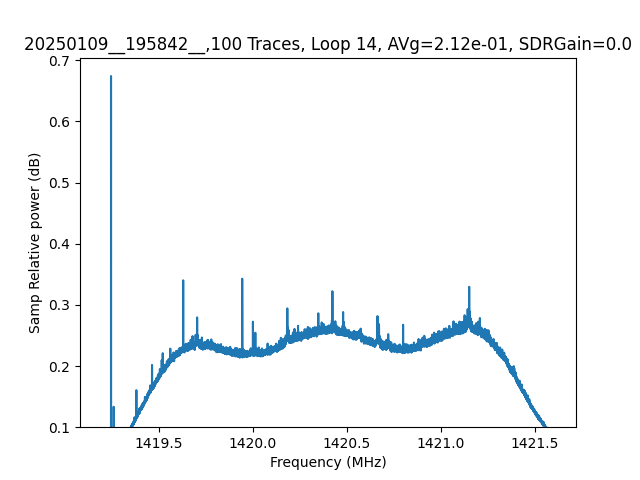 20250109__195842__,100 Traces, Loop 14, AVg=2.12e-01, SDRGain=0.0
0.7
0.6
0.5
0.4
0.3
0.2
0.1
Samp Relative power (dB)
1419.5 1420.0 1420.5 1421.0 1421.5
Frequency (MHz)